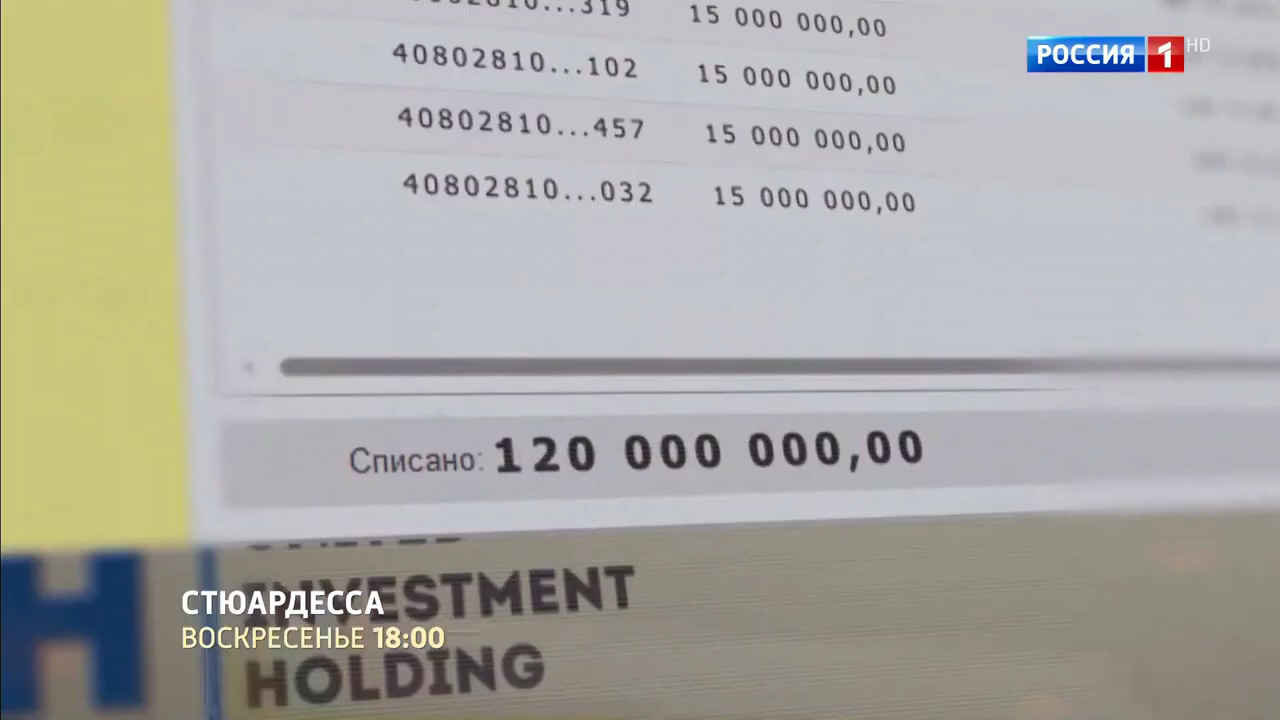 РОССИЯ 1 HD
15 000 000,00
40802810...102 15 000 000,00
40802810...457 15 000 000,00
40802810...032 15 000 000,00
Списано: 120 000 000,00
INVESTMENT
HOLDING
СТЮАРДЕССА
ВОСКРЕСЕНЬЕ 18:00